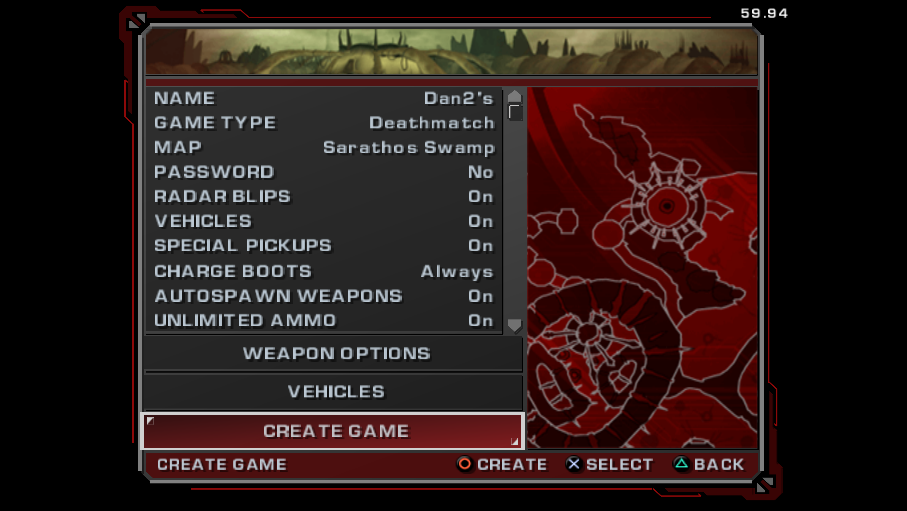 59.94
NAME Dan2's
GAME TYPE Deathmatch
MAP Sarathos Swamp
PASSWORD No
RADAR BLIPS On
VEHICLES On
SPECIAL PICKUPS On
CHARGE BOOTS Always
AUTOSPAWN WEAPONS On
UNLIMITED AMMO On
WEAPON OPTIONS
VEHICLES
CREATE GAME
CREATE GAME CREATE SELECT BACK